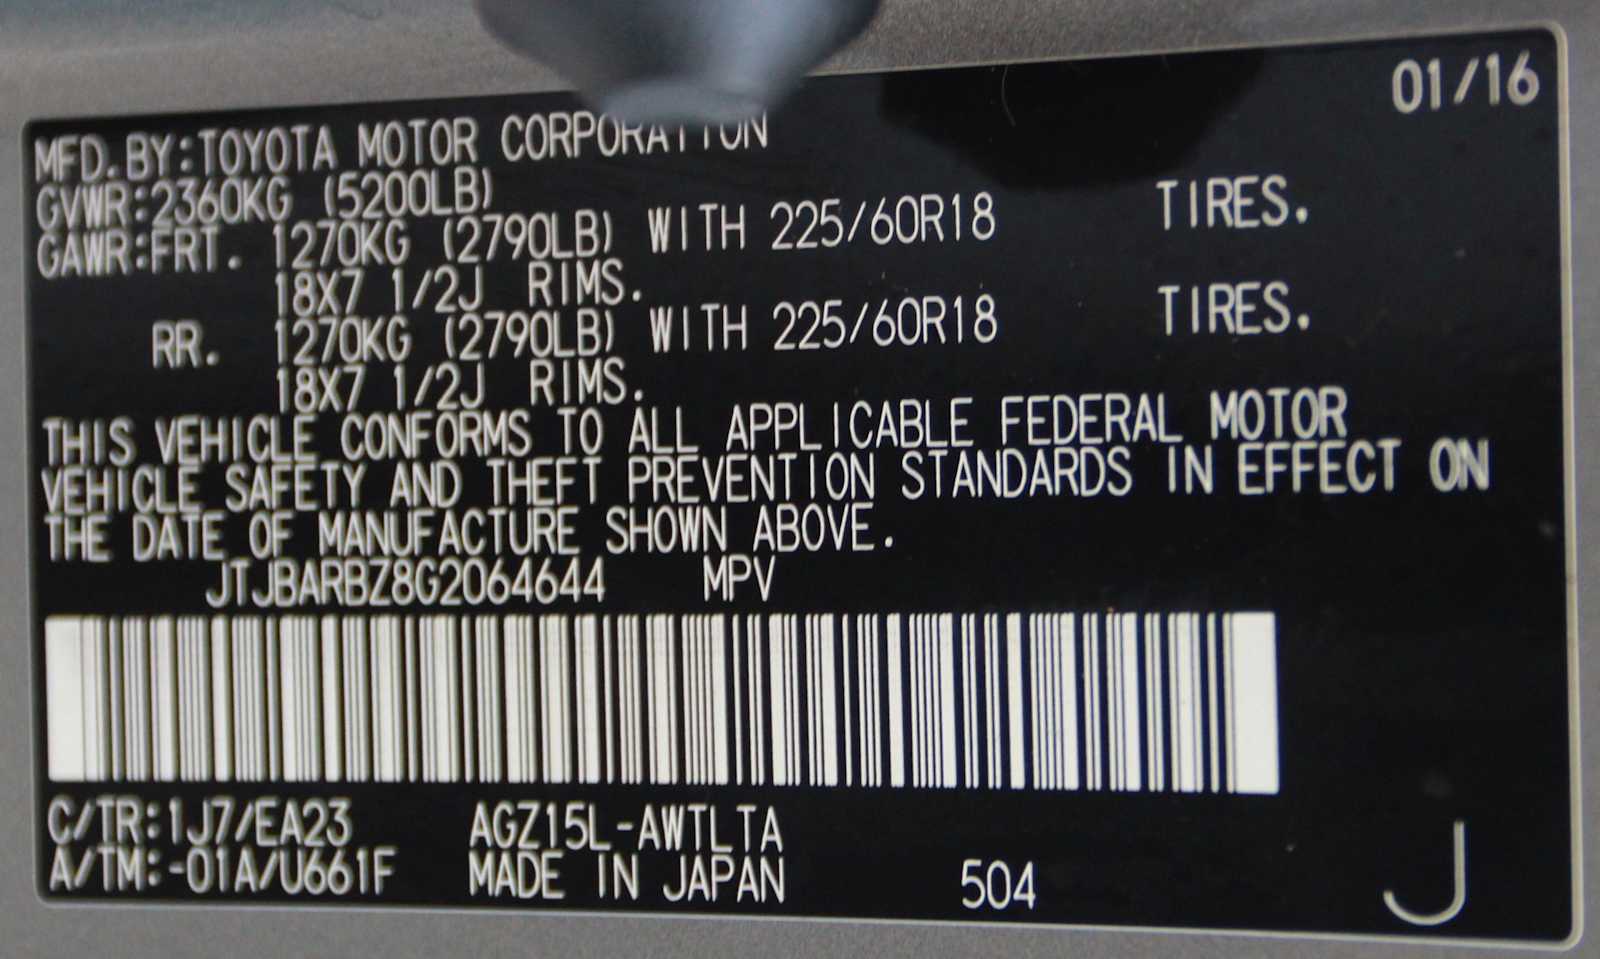 01/16
MFD.BY:TOYOTA MOTOR CORPORATION
GVWR:2360KG (5200LB)
GAWR:FRT. 1270KG (2790LB) WITH 225/60R18 TIRES.
18X7 1/2J RIMS.
RR. 1270KG (2790LB) WITH 225/60R18 TIRES.
18X7 1/2J RIMS.
THIS VEHICLE CONFORMS TO ALL APPLICABLE FEDERAL MOTOR
VEHICLE SAFETY AND THEFT PREVENTION STANDARDS IN EFFECT ON
THE DATE OF MANUFACTURE SHOWN ABOVE.
JTJBARBZ8G2064644 MPV
C/TR:1J7/EA23 AGZ15L-AWTLTA
A/TM:-01A/U661F MADE IN JAPAN 504
J